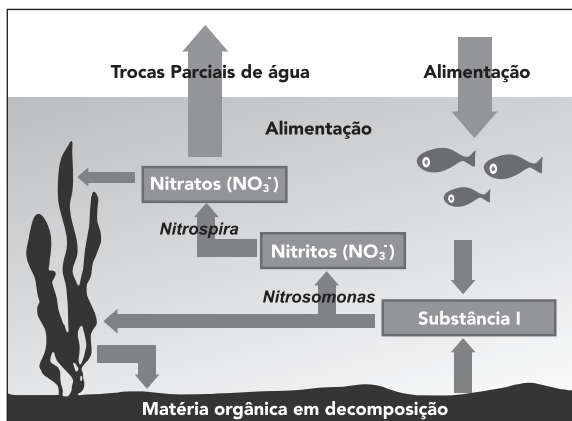 Trocas Parciais de água
Alimentação
Alimentação
Nitratos (NO₃⁻)
Nitrospira
Nitritos (NO₃⁻)
Nitrosomonas
Substância I
Matéria orgânica em decomposição